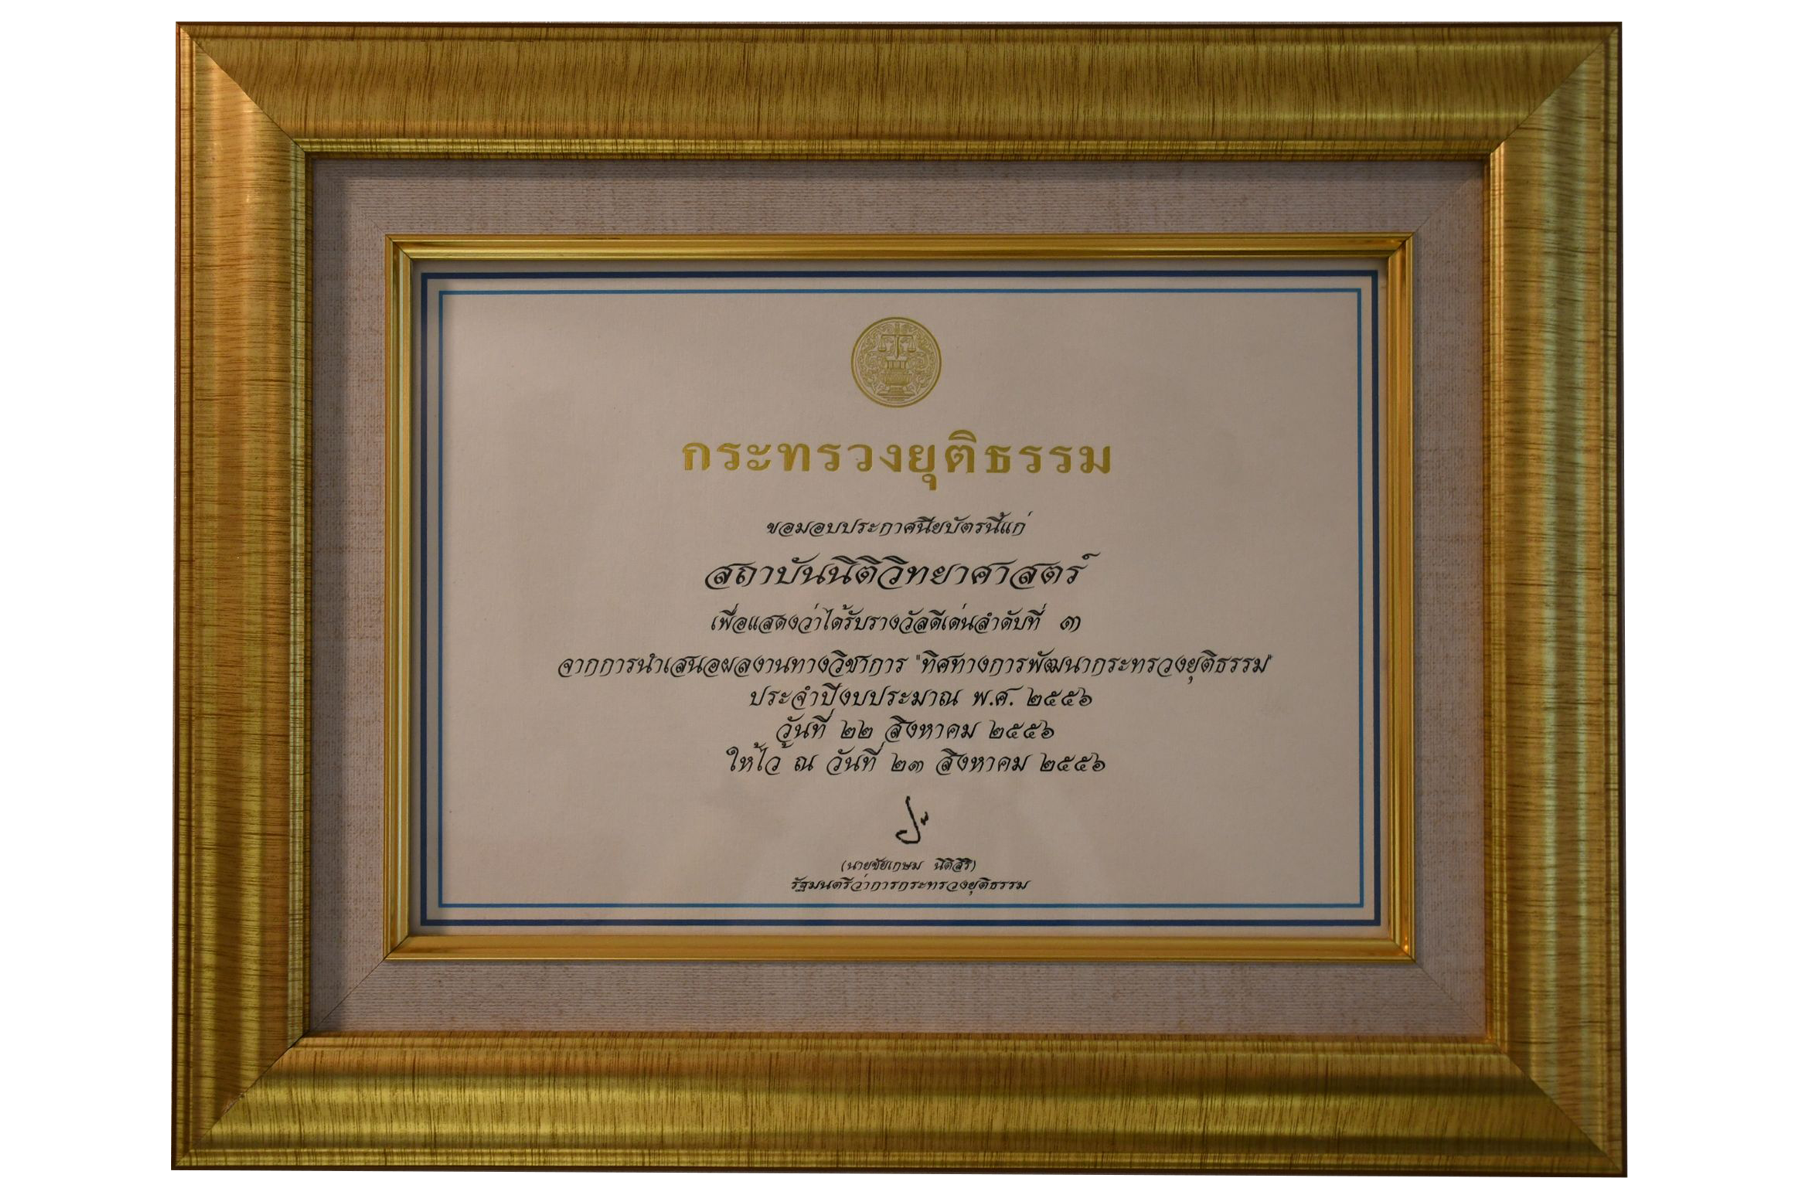 กระทรวงยุติธรรม
ขอมอบประกาศนียบัตรนี้แก่
สถาบันนิติวิทยาศาสตร์
เพื่อแสดงว่าได้รับรางวัลดีเด่นลำดับที่ ๓
จากการนำเสนอผลงานทางวิชาการ "ทิศทางการพัฒนากระทรวงยุติธรรม"
ประจำปีงบประมาณ พ.ศ. ๒๕๕๖
วันที่ ๒๒ สิงหาคม ๒๕๕๖
ให้ไว้ ณ วันที่ ๒๓ สิงหาคม ๒๕๕๖
(นายชัยเกษม นิติสิริ)
รัฐมนตรีว่าการกระทรวงยุติธรรม